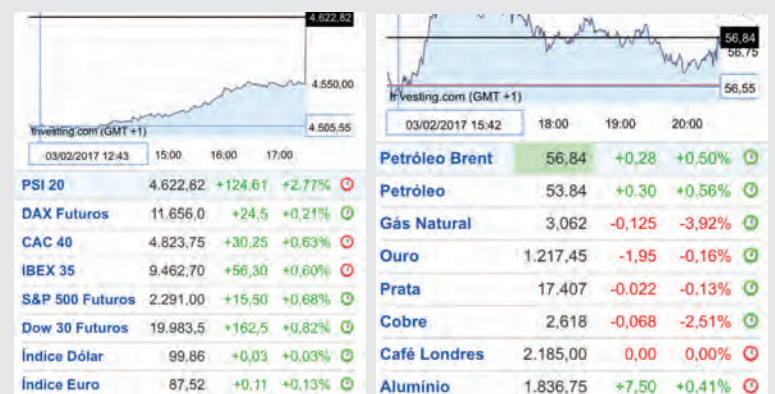 4.622,82
4.550,00
4.505,55
Investing.com (GMT +1)
03/02/2017 12:43 15:00 16:00 17:00
PSI 20 4.622,82 +124,61 +2.77%
DAX Futuros 11.656,0 +24,5 +0,21%
CAC 40 4.823,75 +30,25 +0,63%
IBEX 35 9.462,70 +56,30 +0,60%
S&P 500 Futuros 2.291,00 +15,50 +0,68%
Dow 30 Futuros 19.983,5 +162,5 +0,82%
Índice Dólar 99,86 +0,03 +0,03%
Índice Euro 87,52 +0,11 +0,13%
56,84
56,75
56,55
Investing.com (GMT +1)
03/02/2017 15:42 18:00 19:00 20:00
Petróleo Brent 56,84 +0,28 +0,50%
Petróleo 53.84 +0.30 +0,56%
Gás Natural 3,062 -0,125 -3,92%
Ouro 1.217,45 -1,95 -0,16%
Prata 17.407 -0.022 -0,13%
Cobre 2,618 -0,068 -2,51%
Café Londres 2.185,00 0,00 0,00%
Alumínio 1.836,75 +7,50 +0,41%